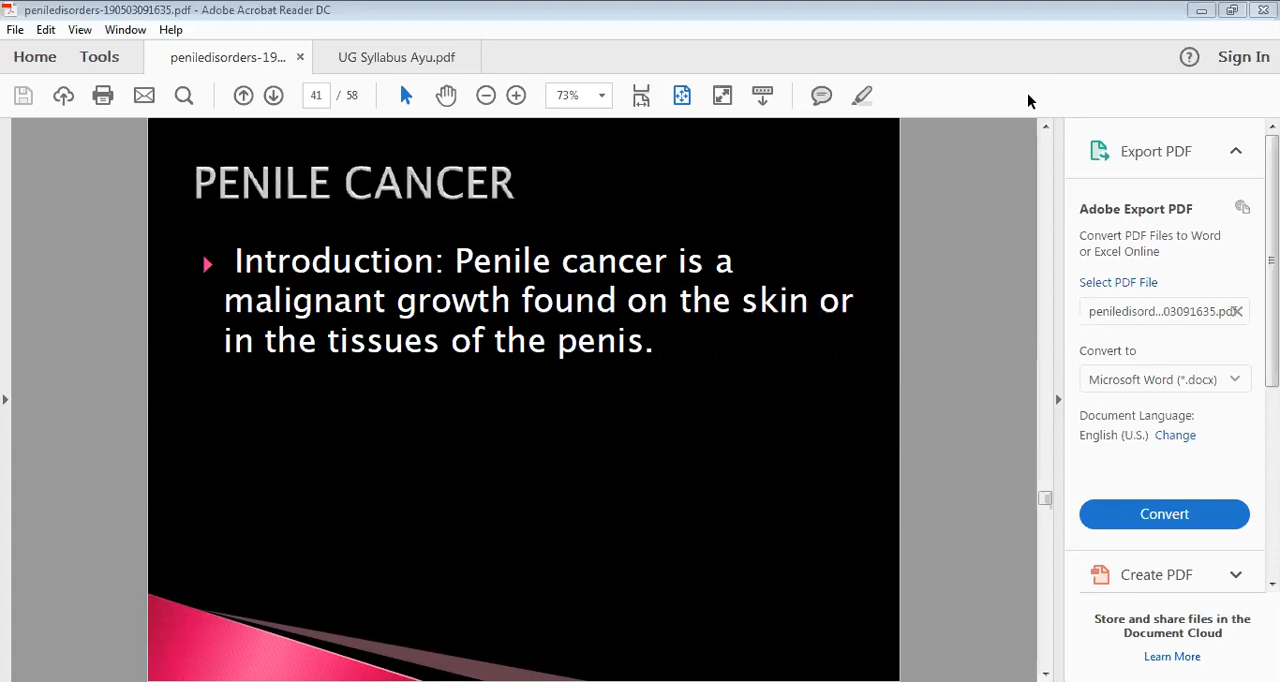 peniledisorders-190503091635.pdf - Adobe Acrobat Reader DC
File Edit View Window Help
Home Tools peniledisorders-19... × UG Syllabus Ayu.pdf ? Sign In
41 / 58 73%
PENILE CANCER
Introduction: Penile cancer is a
malignant growth found on the skin or
in the tissues of the penis.
Export PDF
Adobe Export PDF
Convert PDF Files to Word
or Excel Online
Select PDF File
peniledisord...03091635.pdf
Convert to
Microsoft Word (*.docx)
Document Language:
English (U.S.) Change
Convert
Create PDF
Store and share files in the
Document Cloud
Learn More